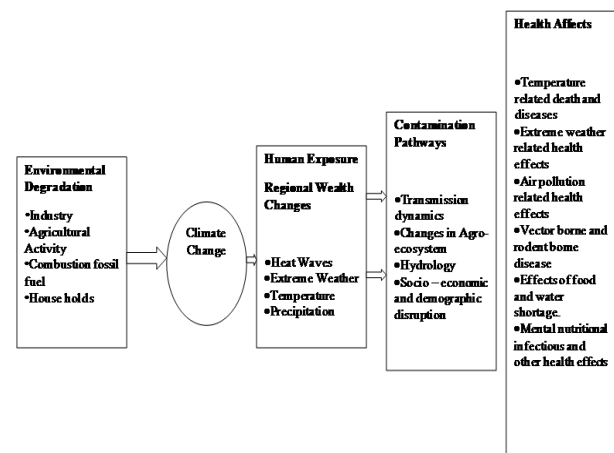 Environmental
Degradation
•Industry
•Agricultural
Activity
•Combustion fossil
fuel
•House holds
Climate
Change
Human Exposure
Regional Wealth
Changes
•Heat Waves
•Extreme Weather
•Temperature
•Precipitation
Contamination
Pathways
•Transmission
dynamics
•Changes in Agro-
ecosystem
•Hydrology
•Socio – economic
and demographic
disruption
Health Affects
•Temperature
related death and
diseases
•Extreme weather
related health
effects
•Air pollution
related health
effects
•Vector borne and
rodent borne
disease
•Effects of food
and water
shortage.
•Mental nutritional
infectious and
other health effects